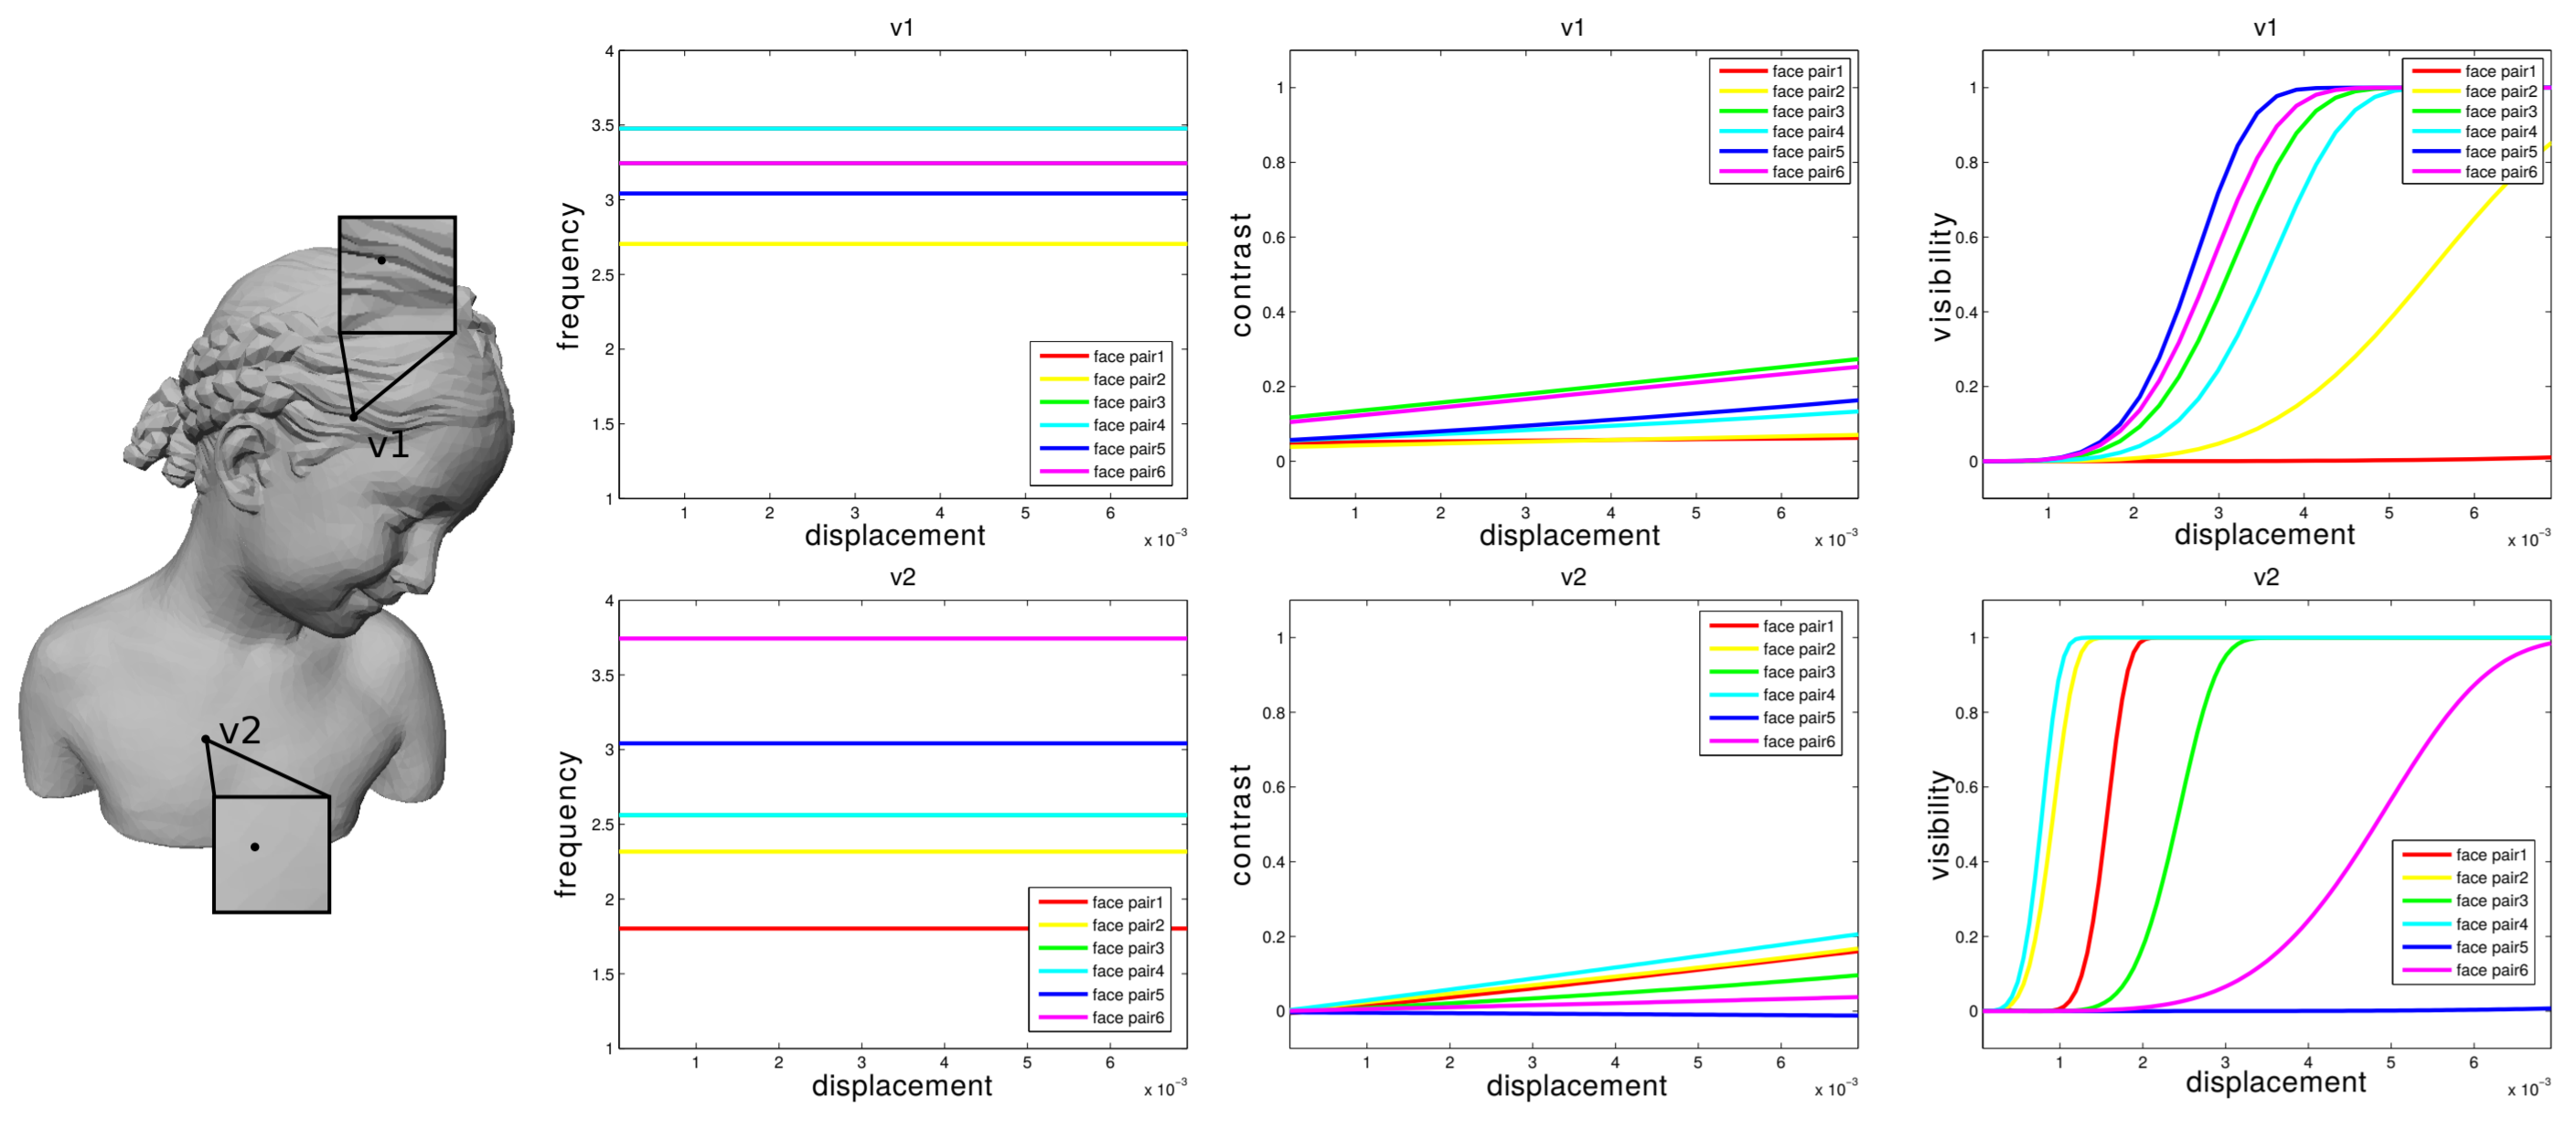 v1
v2
v1
frequency
4
3.5
3
2.5
2
1.5
1
1 2 3 4 5 6
displacement
x 10⁻³
face pair1
face pair2
face pair3
face pair4
face pair5
face pair6
v1
contrast
1
0.8
0.6
0.4
0.2
0
1 2 3 4 5 6
displacement
x 10⁻³
face pair1
face pair2
face pair3
face pair4
face pair5
face pair6
v1
visibility
1
0.8
0.6
0.4
0.2
0
1 2 3 4 5 6
displacement
x 10⁻³
face pair1
face pair2
face pair3
face pair4
face pair5
face pair6
v2
frequency
4
3.5
3
2.5
2
1.5
1
1 2 3 4 5 6
displacement
x 10⁻³
face pair1
face pair2
face pair3
face pair4
face pair5
face pair6
v2
contrast
1
0.8
0.6
0.4
0.2
0
1 2 3 4 5 6
displacement
x 10⁻³
face pair1
face pair2
face pair3
face pair4
face pair5
face pair6
v2
visibility
1
0.8
0.6
0.4
0.2
0
1 2 3 4 5 6
displacement
x 10⁻³
face pair1
face pair2
face pair3
face pair4
face pair5
face pair6